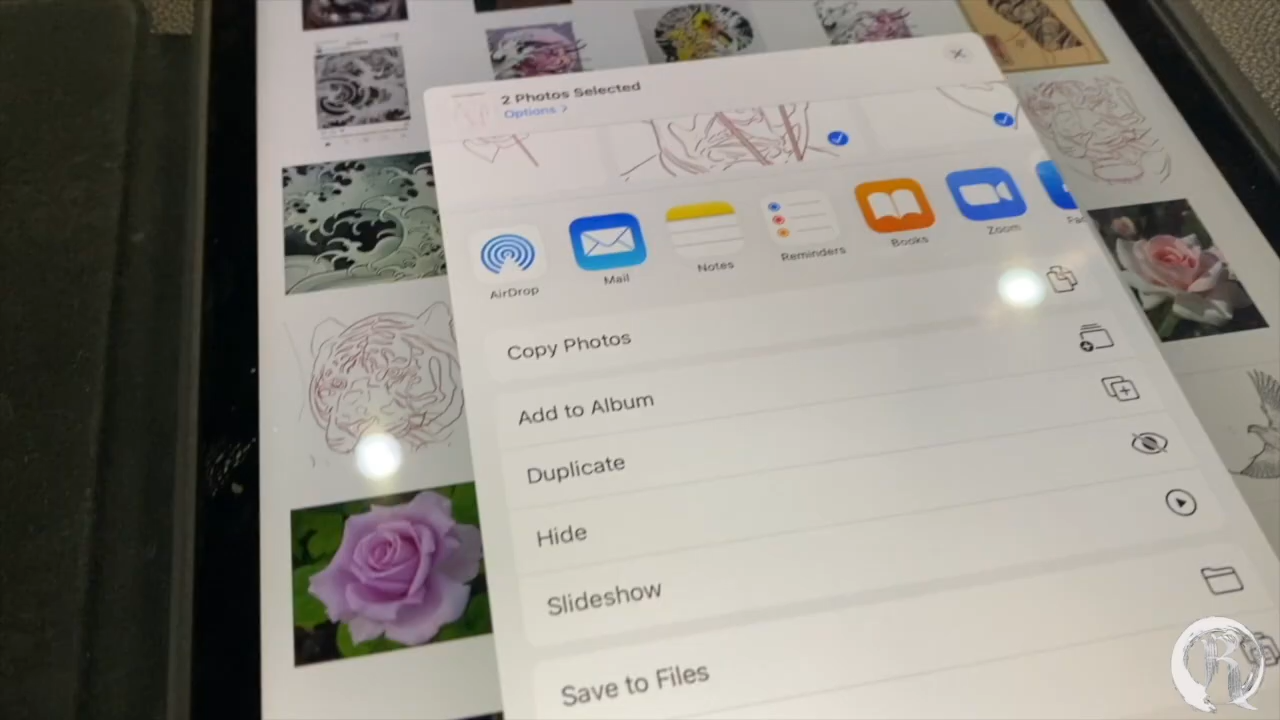 2 Photos Selected
Options >
AirDrop
Mail
Notes
Reminders
Books
Zoom
Copy Photos
Add to Album
Duplicate
Hide
Slideshow
Save to Files
R